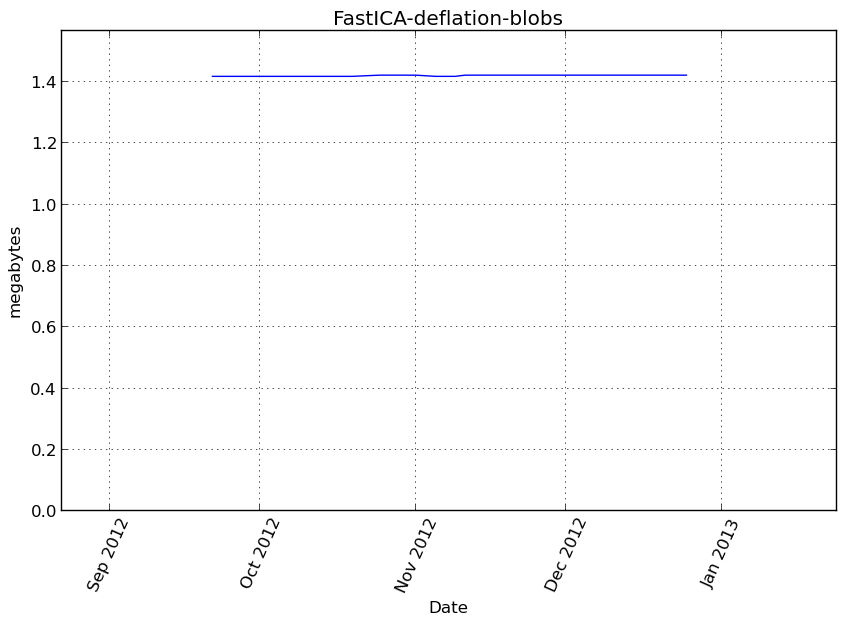 FastICA-deflation-blobs
1.4
1.2
1.0
0.8
0.6
0.4
0.2
0.0
megabytes
Sep 2012
Oct 2012
Nov 2012
Dec 2012
Jan 2013
Date